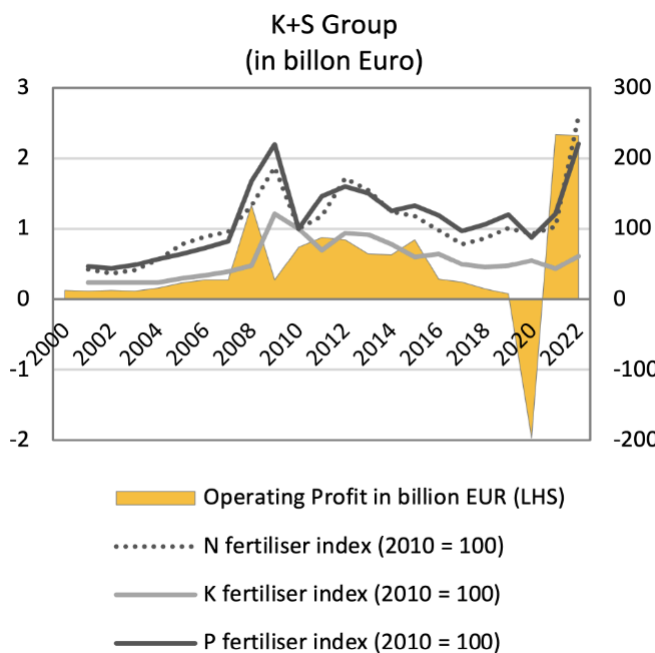 K+S Group
(in billon Euro)
3 300
2 200
1 100
0 0
2000 2002 2004 2006 2008 2010 2012 2014 2016 2018 2020 2022
-1 -100
-2 -200
Operating Profit in billion EUR (LHS)
N fertiliser index (2010 = 100)
K fertiliser index (2010 = 100)
P fertiliser index (2010 = 100)